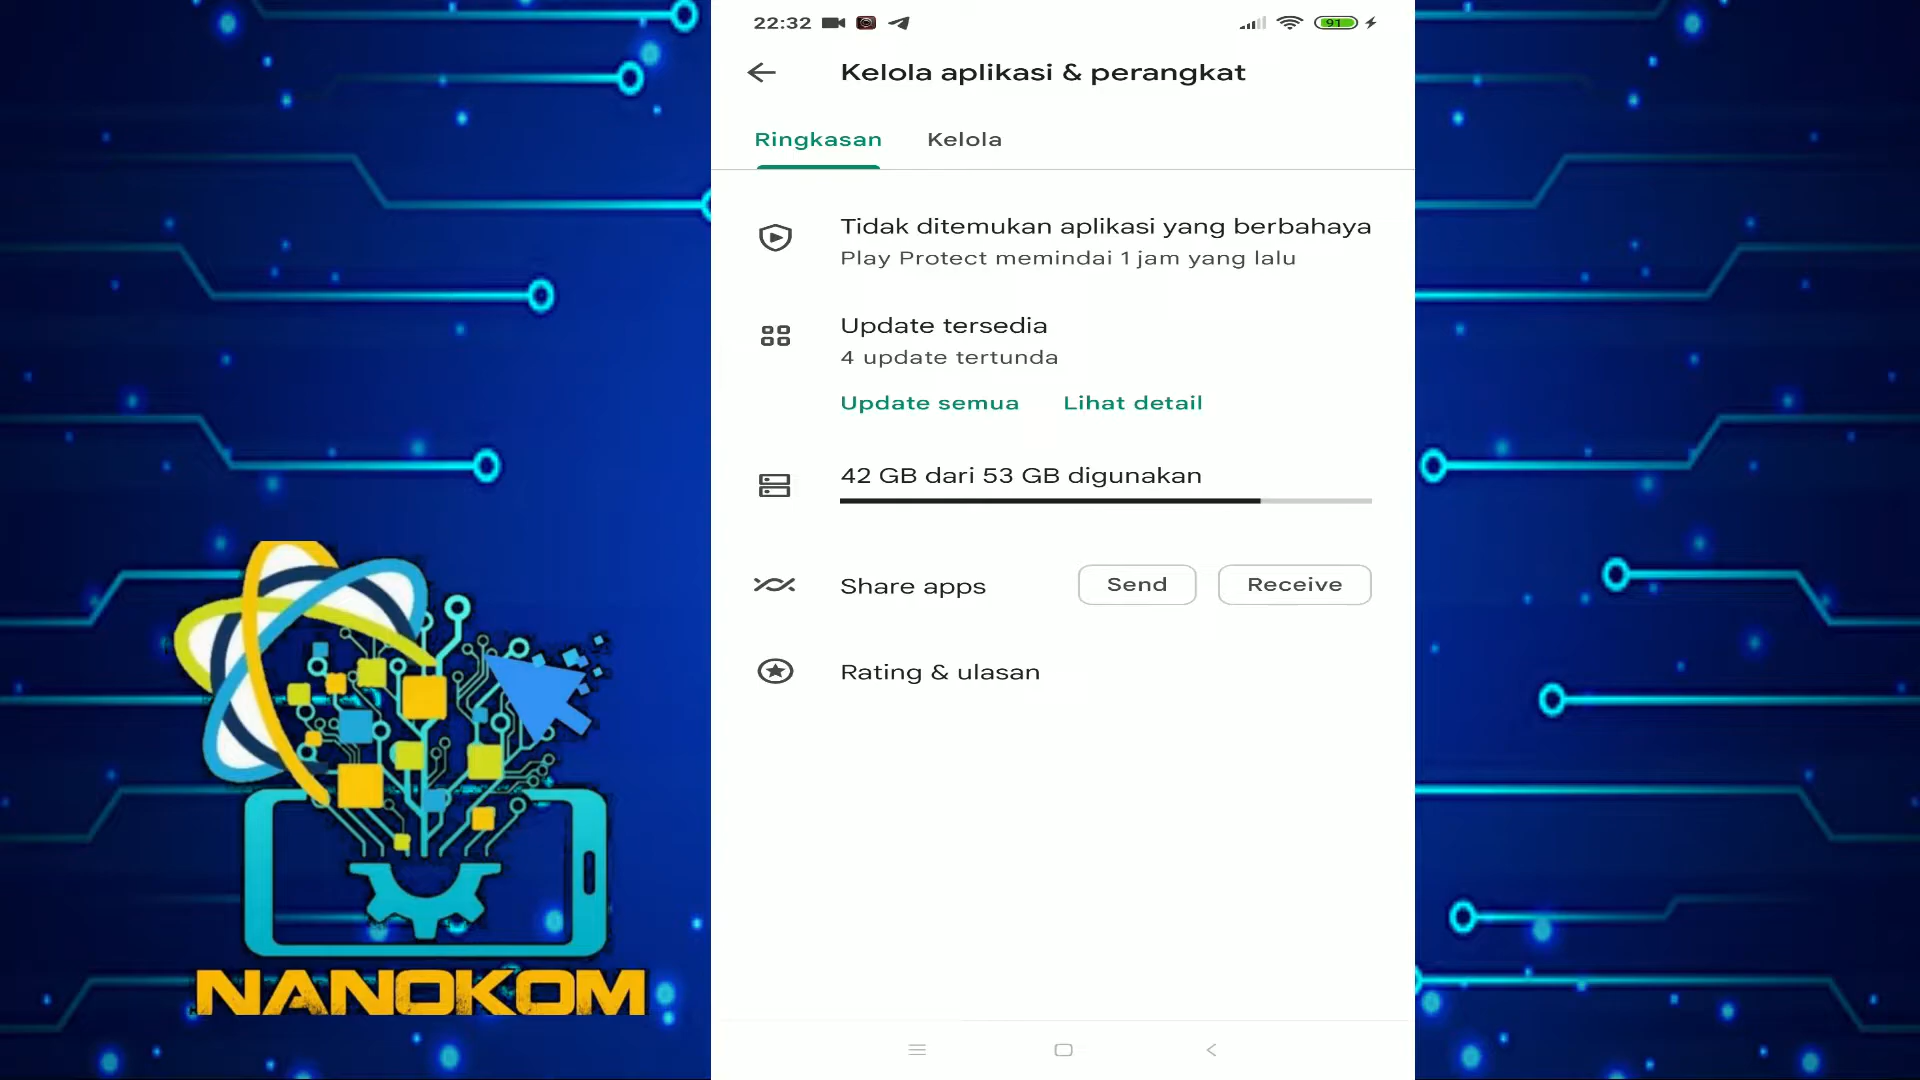 22:32
91
Kelola aplikasi & perangkat
Ringkasan
Kelola
Tidak ditemukan aplikasi yang berbahaya
Play Protect memindai 1 jam yang lalu
Update tersedia
4 update tertunda
Update semua
Lihat detail
42 GB dari 53 GB digunakan
Share apps
Send
Receive
Rating & ulasan
NANOKOM